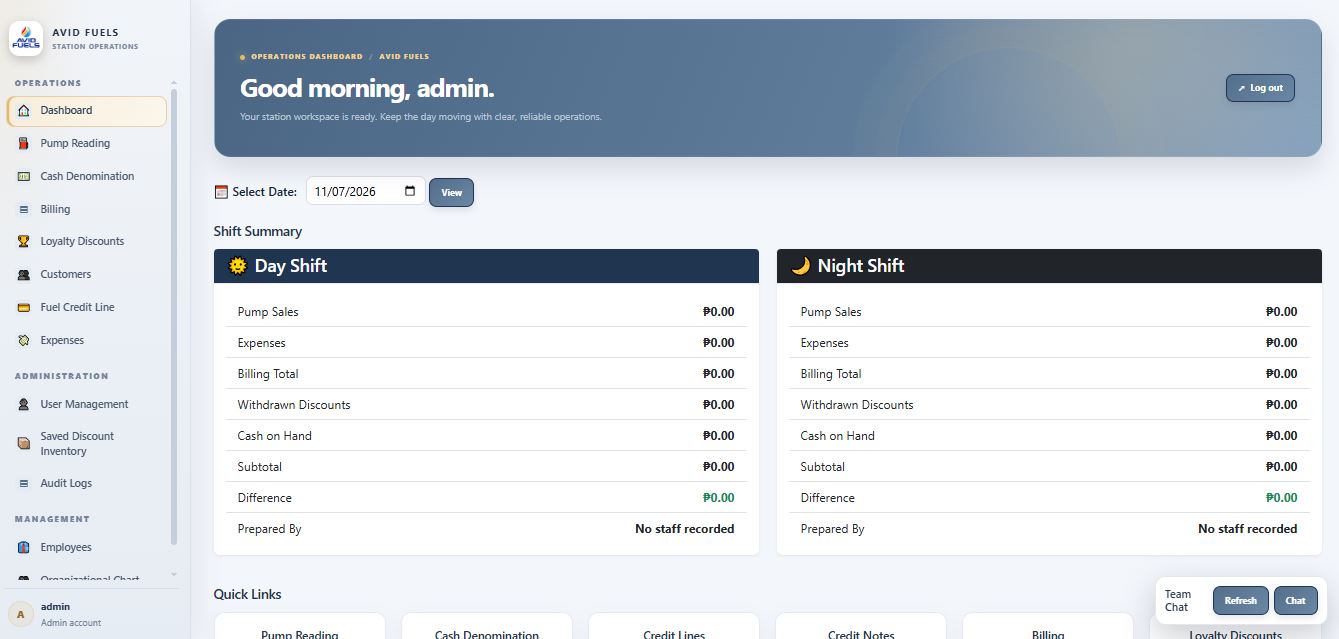 AVID FUELS
AVID FUELS
STATION OPERATIONS
OPERATIONS
Dashboard
Pump Reading
Cash Denomination
Billing
Loyalty Discounts
Customers
Fuel Credit Line
Expenses
ADMINISTRATION
User Management
Saved Discount
Inventory
Audit Logs
MANAGEMENT
Employees
Organizational Chart
A
admin
Admin account
OPERATIONS DASHBOARD / AVID FUELS
Good morning, admin.
Your station workspace is ready. Keep the day moving with clear, reliable operations.
↗ Log out
Select Date: 11/07/2026 View
Shift Summary
Day Shift
Pump Sales ₱0.00
Expenses ₱0.00
Billing Total ₱0.00
Withdrawn Discounts ₱0.00
Cash on Hand ₱0.00
Subtotal ₱0.00
Difference ₱0.00
Prepared By No staff recorded
Night Shift
Pump Sales ₱0.00
Expenses ₱0.00
Billing Total ₱0.00
Withdrawn Discounts ₱0.00
Cash on Hand ₱0.00
Subtotal ₱0.00
Difference ₱0.00
Prepared By No staff recorded
Quick Links
Pump Reading
Cash Denomination
Credit Lines
Credit Notes
Billing
Loyalty Discounts
Team
Chat
Refresh
Chat